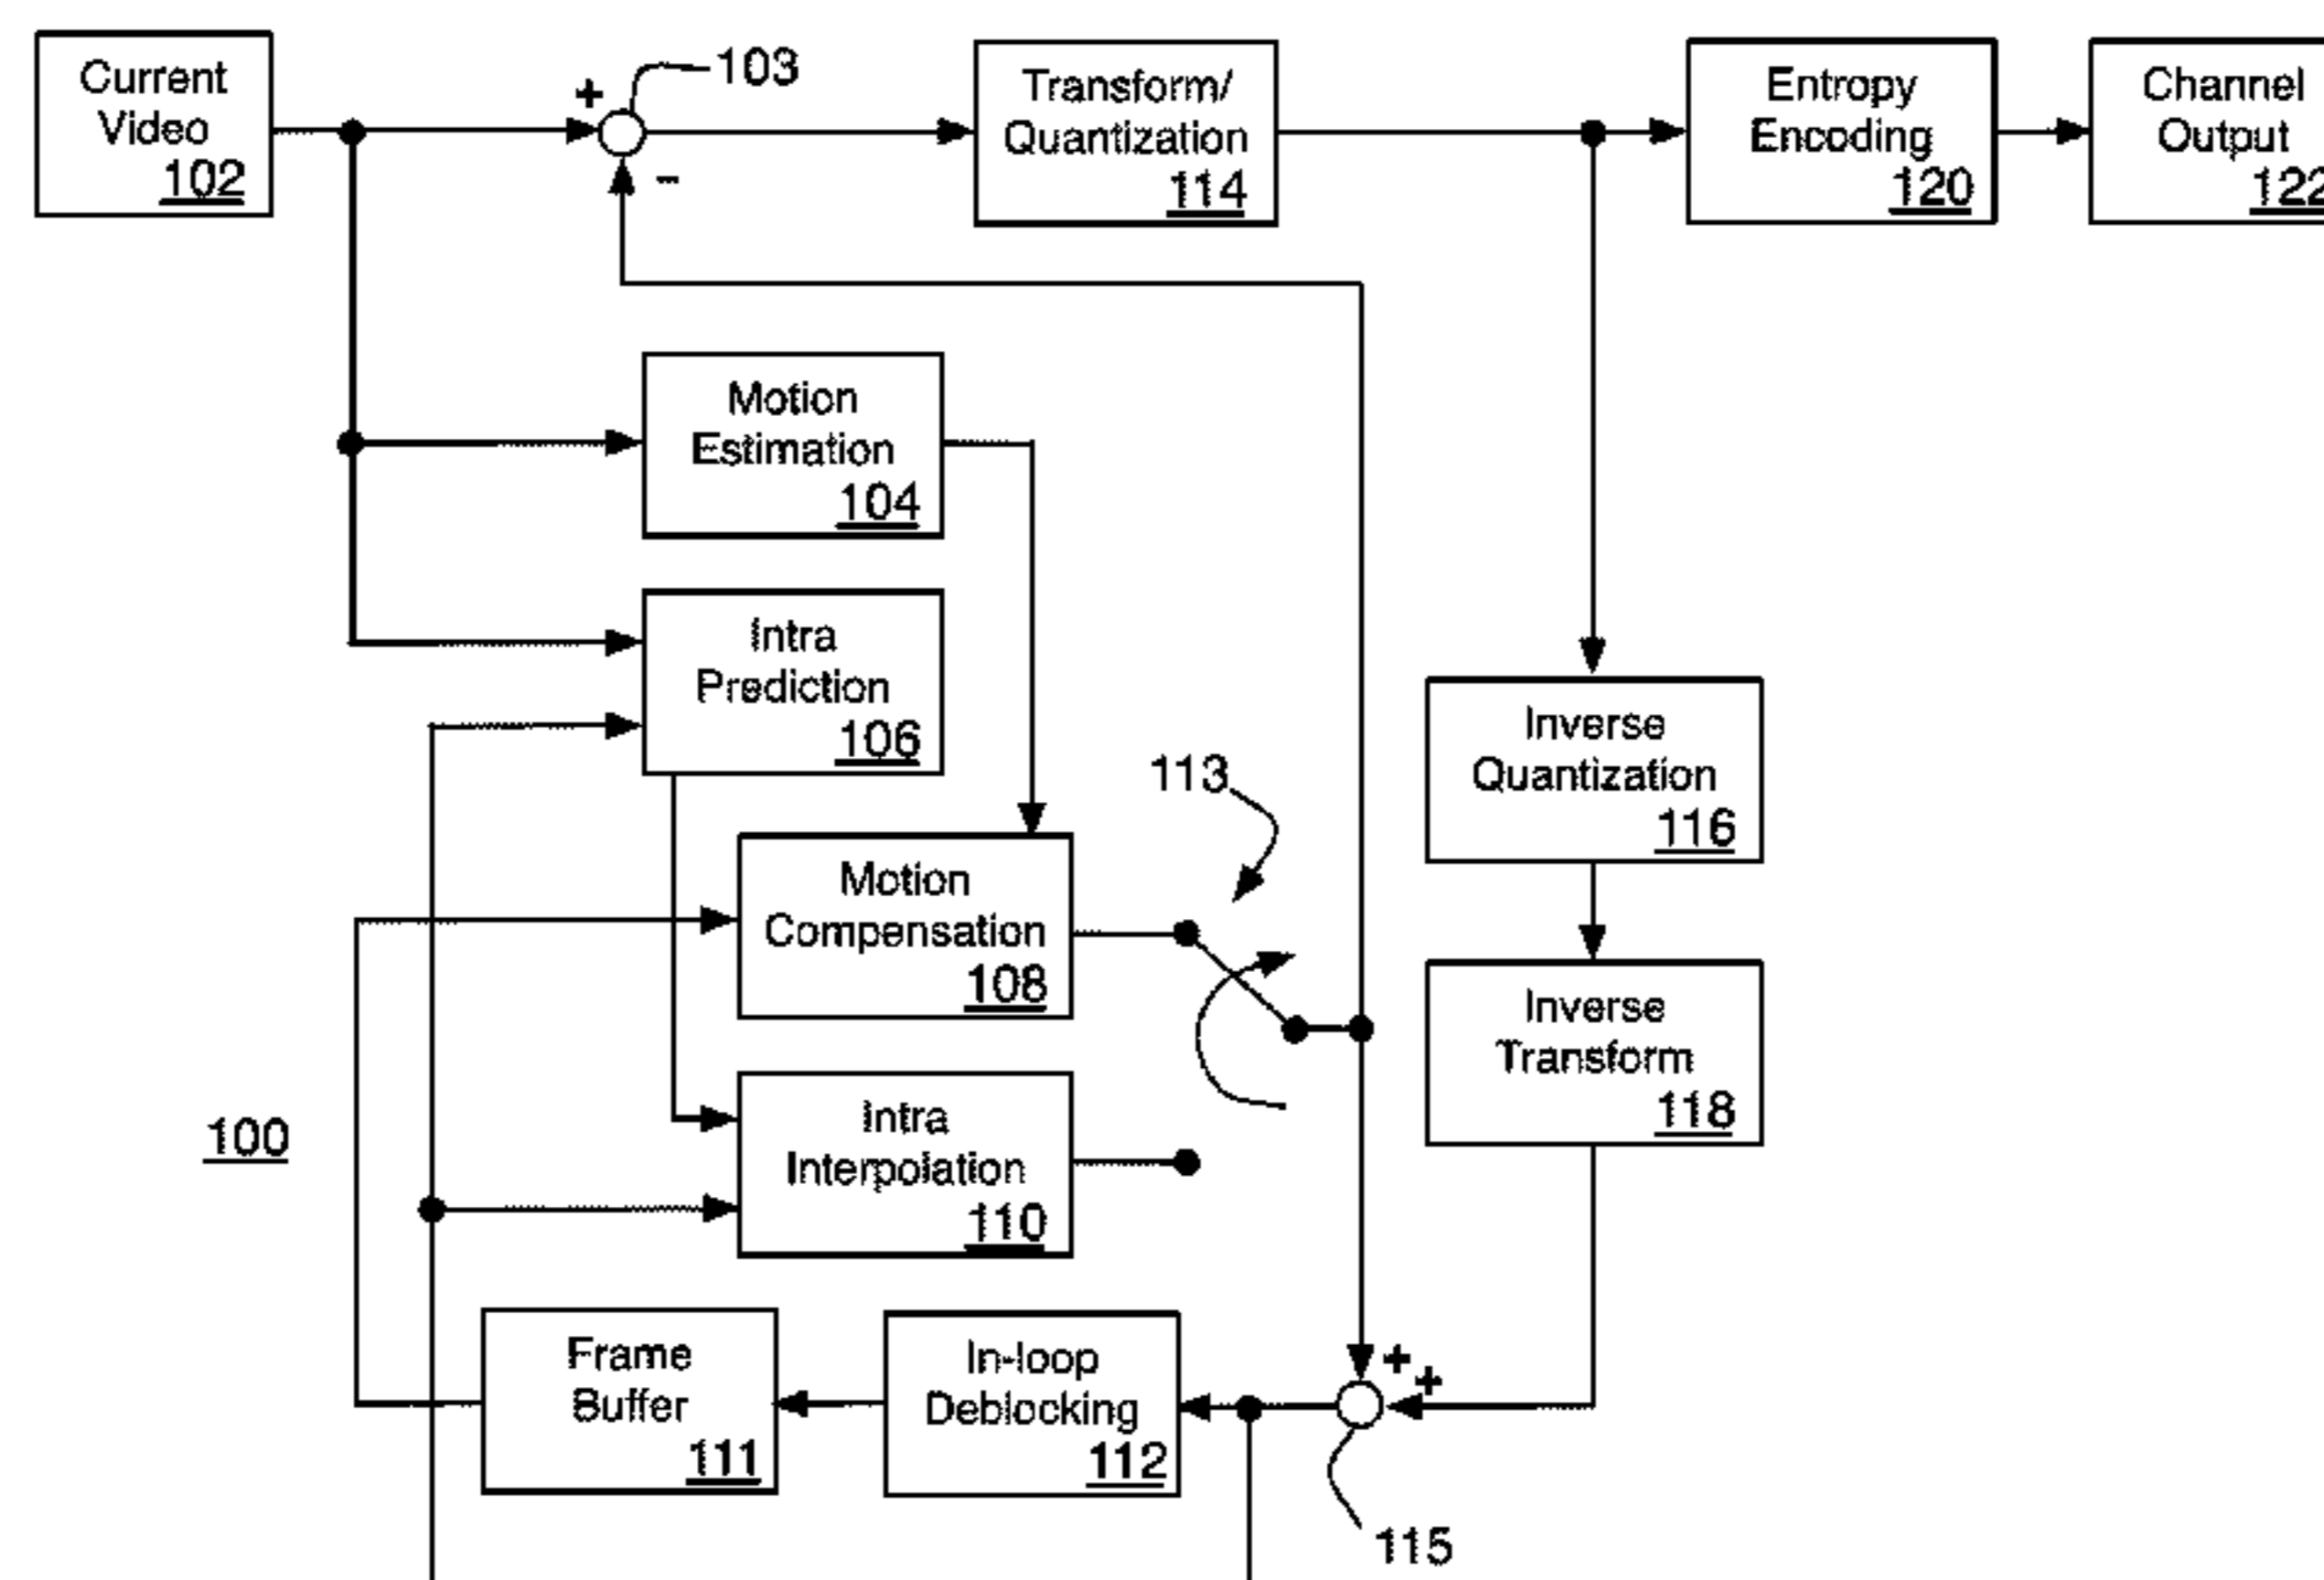 Current
Video
102
+
103
-
Transform/
Quantization
114
Entropy
Encoding
120
Channel
Output
122
Motion
Estimation
104
Intra
Prediction
106
113
Inverse
Quantization
116
Motion
Compensation
108
Inverse
Transform
118
100
Intra
Interpolation
110
Frame
Buffer
111
In-loop
Deblocking
112
+
+
115